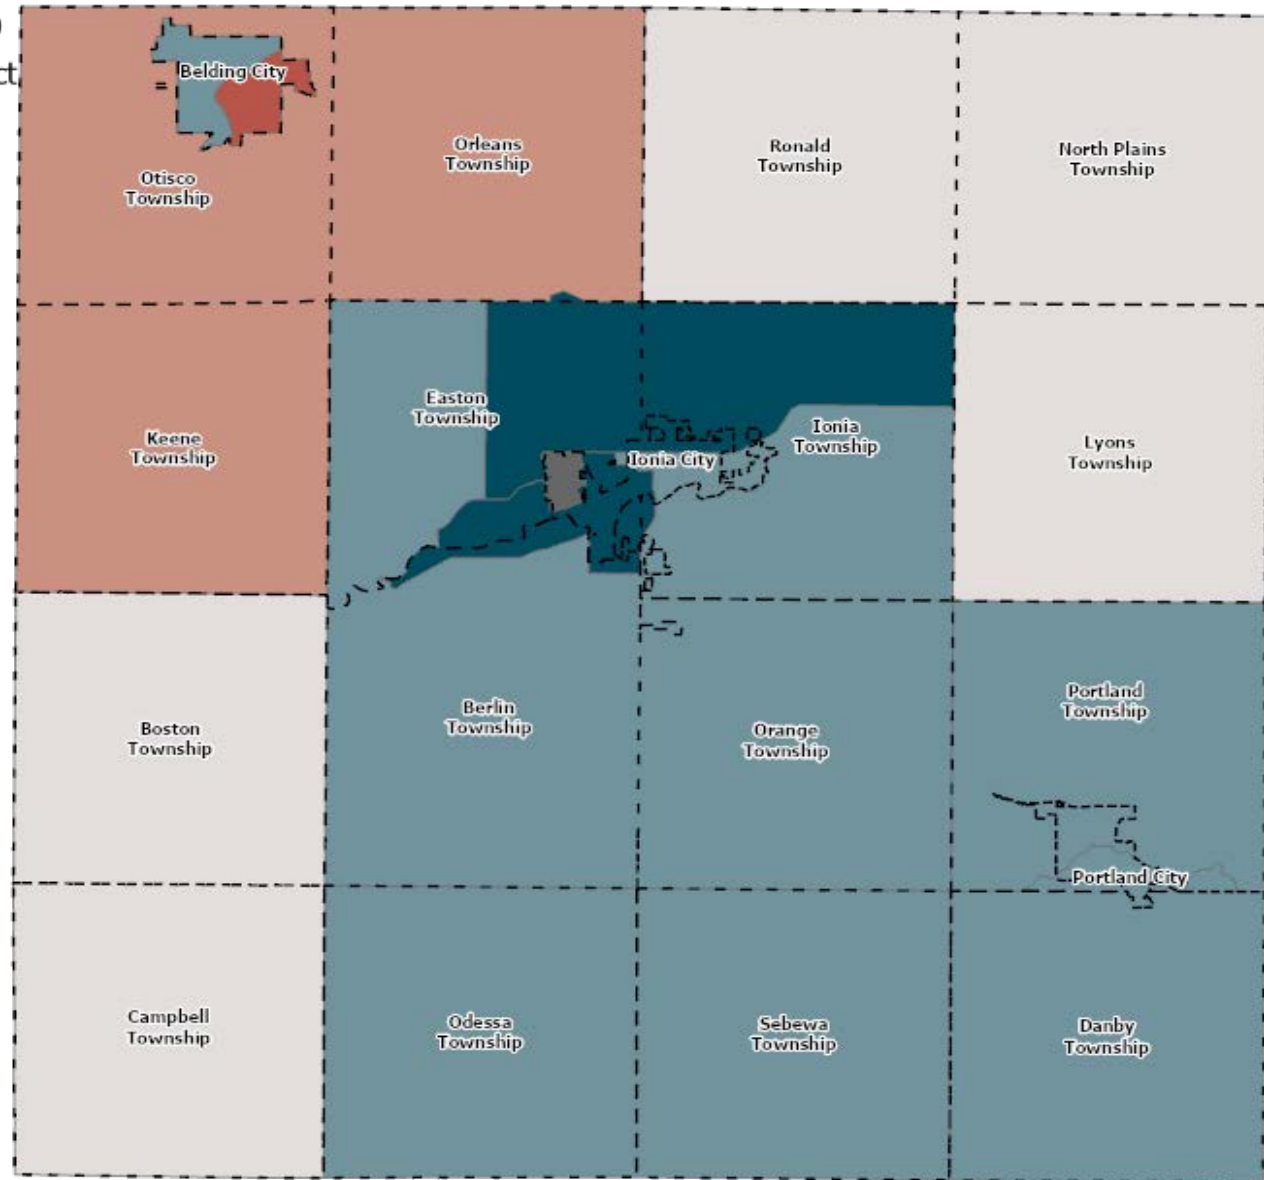 )
ct
Belding City
Otisco
Township
Orleans
Township
Ronald
Township
North Plains
Township
Keene
Township
Easton
Township
Ionia City
Ionia
Township
Lyons
Township
Boston
Township
Berlin
Township
Orange
Township
Portland
Township
Portland City
Campbell
Township
Odessa
Township
Sebewa
Township
Danby
Township